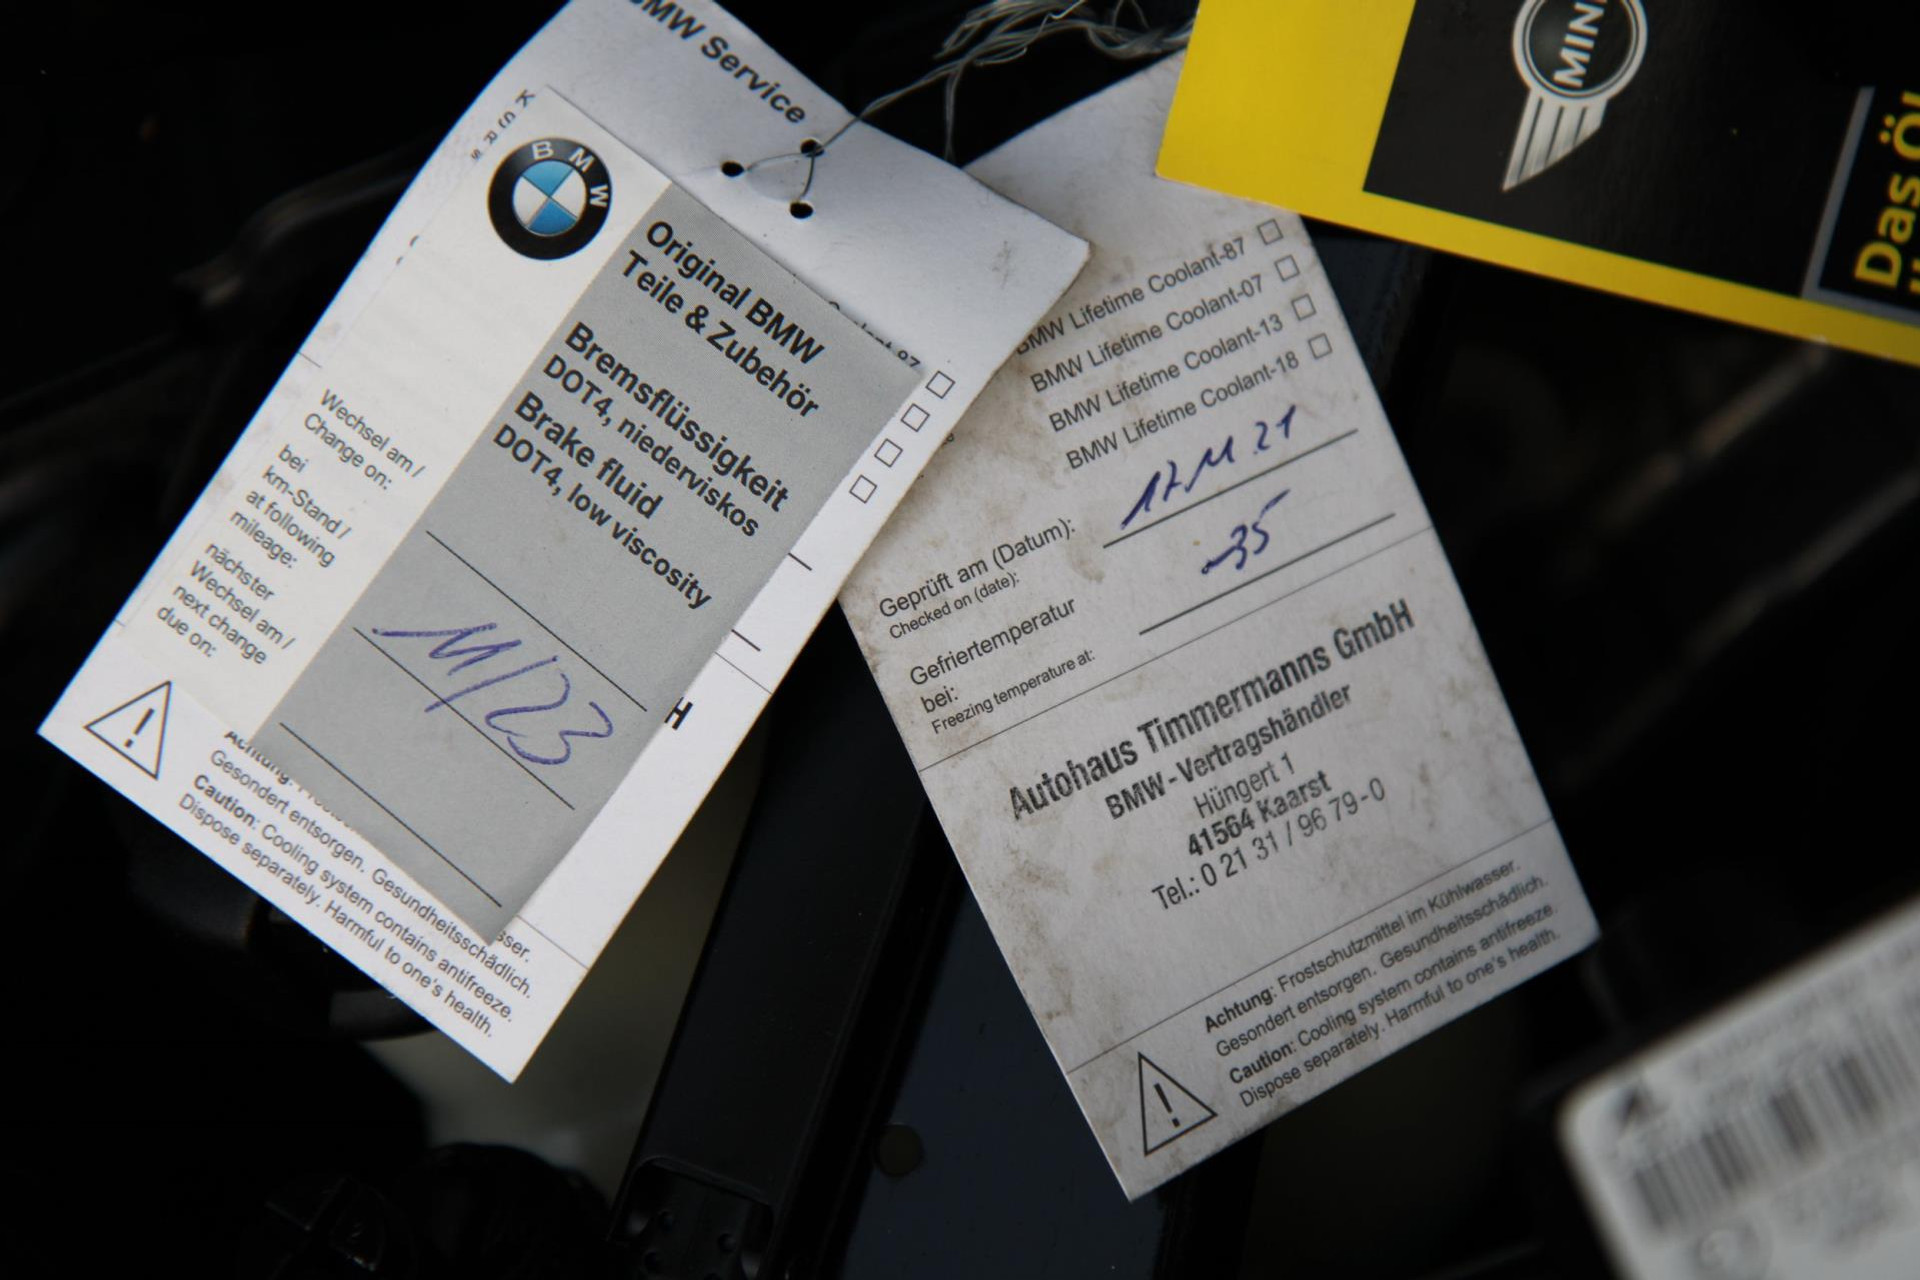 BMW Service
BMW
Original BMW
Teile & Zubehör
Bremsflüssigkeit
DOT4, niederviskos
Brake fluid
DOT4, low viscosity
Wechsel am /
Change on:
bei
km-Stand /
at following
mileage:
nächster
Wechsel am /
next change
due on:
11/23
H
Gesondert entsorgen. Gesundheitsschädlich.
Caution: Cooling system contains antifreeze.
Dispose separately. Harmful to one's health.
BMW Lifetime Coolant-87
BMW Lifetime Coolant-07
BMW Lifetime Coolant-13
BMW Lifetime Coolant-18
Geprüft am (Datum): 17.11.21
Checked on (date):
Gefriertemperatur
bei: -35
Freezing temperature at:
Autohaus Timmermanns GmbH
BMW-Vertragshändler
Hüngert 1
41564 Kaarst
Tel.: 0 21 31 / 96 79-0
Achtung: Frostschutzmittel im Kühlwasser.
Gesondert entsorgen. Gesundheitsschädlich.
Caution: Cooling system contains antifreeze.
Dispose separately. Harmful to one's health.
MINI
Das Öl